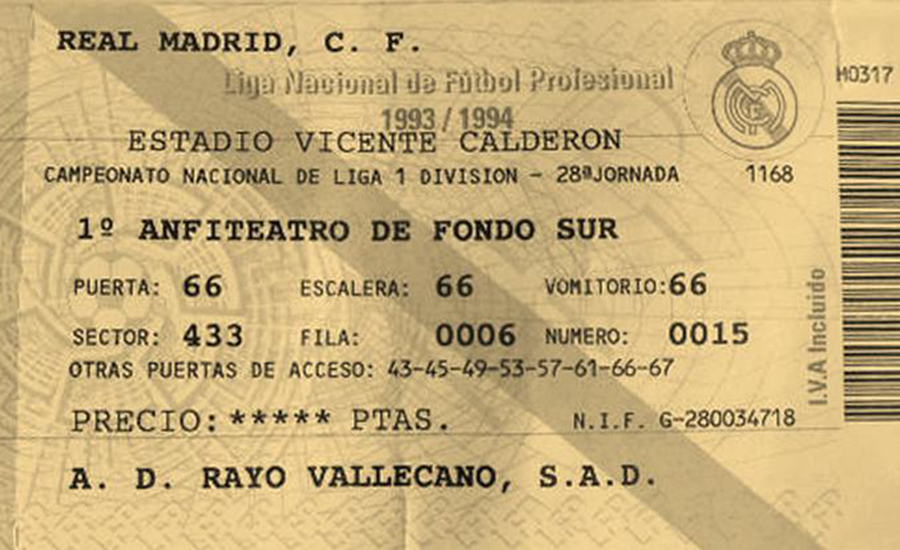 REAL MADRID, C. F.
Liga Nacional de Fútbol Profesional
1993 / 1994
ESTADIO VICENTE CALDERON
CAMPEONATO NACIONAL DE LIGA 1 DIVISION - 28ªJORNADA 1168
1º ANFITEATRO DE FONDO SUR
PUERTA: 66 ESCALERA: 66 VOMITORIO:66
SECTOR: 433 FILA: 0006 NUMERO: 0015
OTRAS PUERTAS DE ACCESO: 43-45-49-53-57-61-66-67
PRECIO:***** PTAS. N.I.F. G-280034718
A. D. RAYO VALLECANO, S.A.D.
I.V.A Incluido
M0317